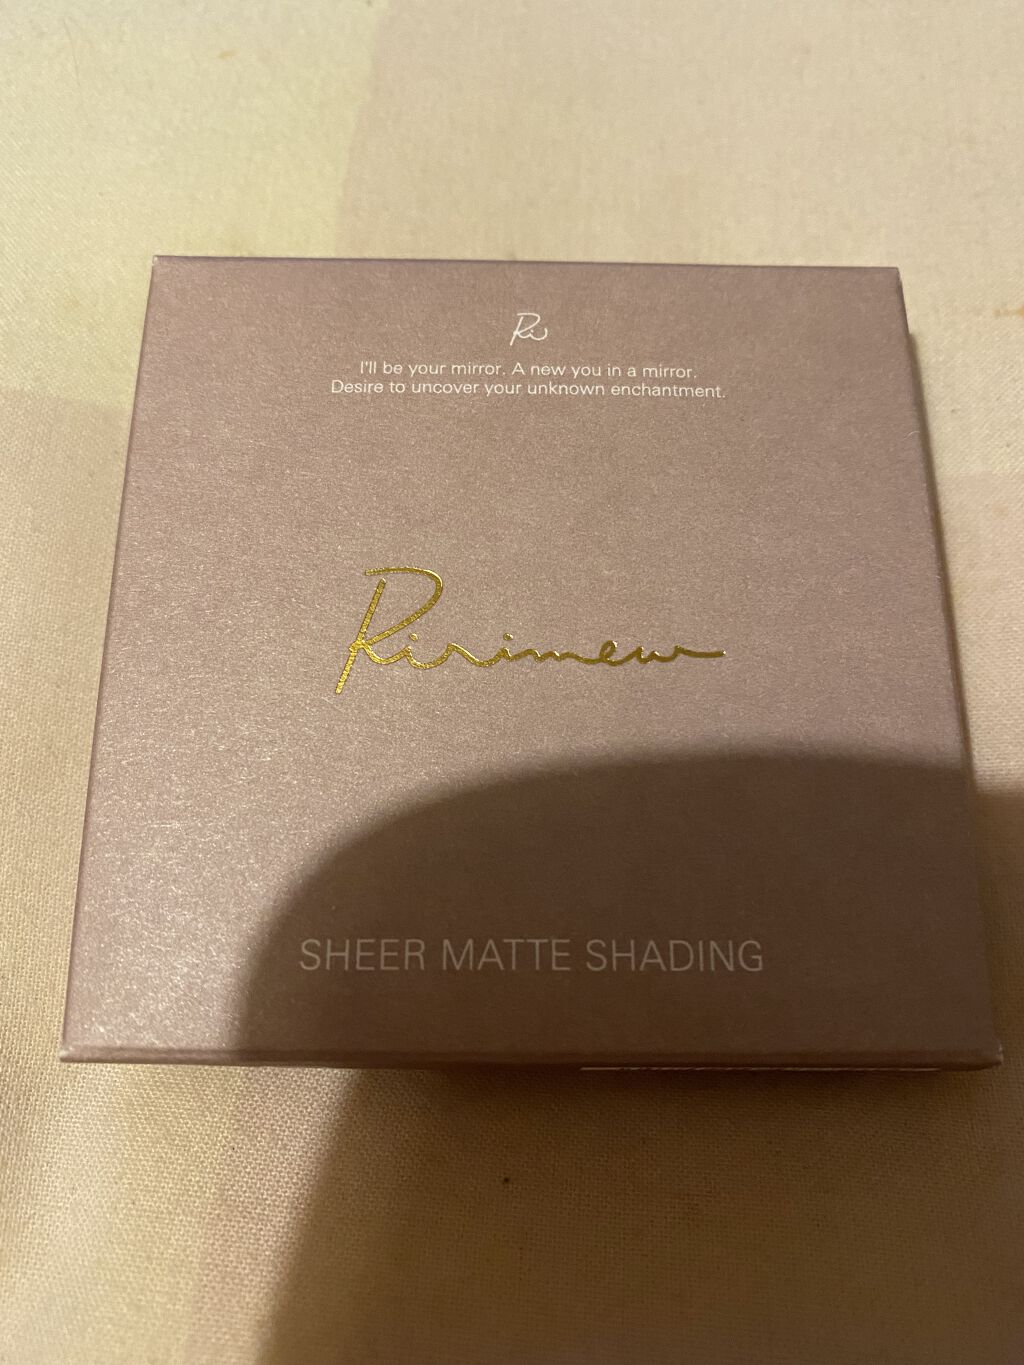 Ri
I'll be your mirror. A new you in a mirror.
Desire to uncover your unknown enchantment.
Ririmew
SHEER MATTE SHADING